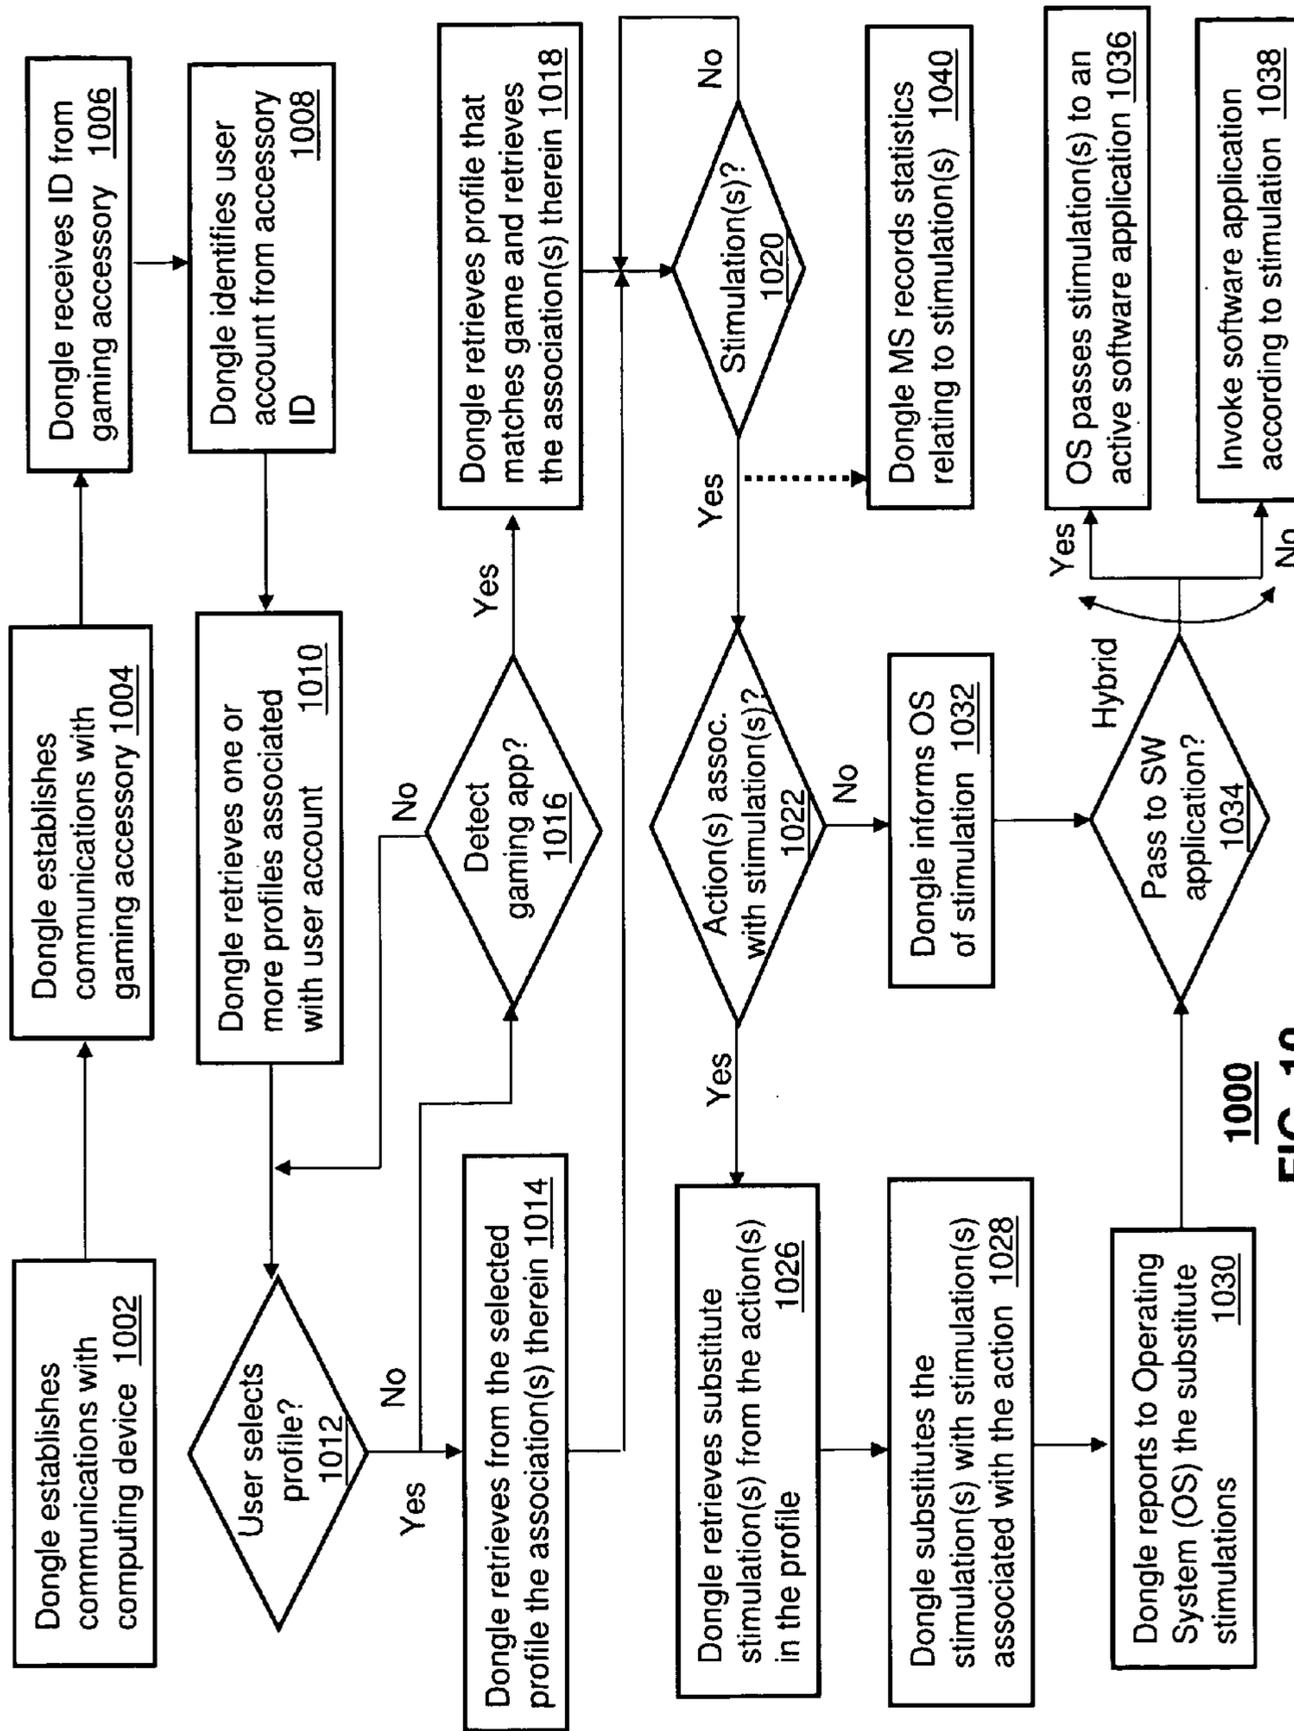 Dongle establishes
communications with
computing device 1002
Dongle establishes
communications with
gaming accessory 1004
Dongle receives ID from
gaming accessory 1006
Dongle identifies user
account from accessory
ID 1008
Dongle retrieves one or
more profiles associated
with user account 1010
User selects
profile?
1012
No
Yes
Dongle retrieves from the selected
profile the association(s) therein 1014
Detect
gaming app?
1016
No
Yes
Dongle retrieves profile that
matches game and retrieves
the association(s) therein 1018
Stimulation(s)?
1020
No
Yes
Dongle MS records statistics
relating to stimulation(s) 1040
Action(s) assoc.
with stimulation(s)?
1022
Yes
No
Dongle retrieves substitute
stimulation(s) from the action(s)
in the profile 1026
Dongle substitutes the
stimulation(s) with stimulation(s)
associated with the action 1028
Dongle reports to Operating
System (OS) the substitute
stimulations 1030
Dongle informs OS
of stimulation 1032
Pass to SW
application?
1034
Hybrid
Yes
No
OS passes stimulation(s) to an
active software application 1036
Invoke software application
according to stimulation 1038
1000